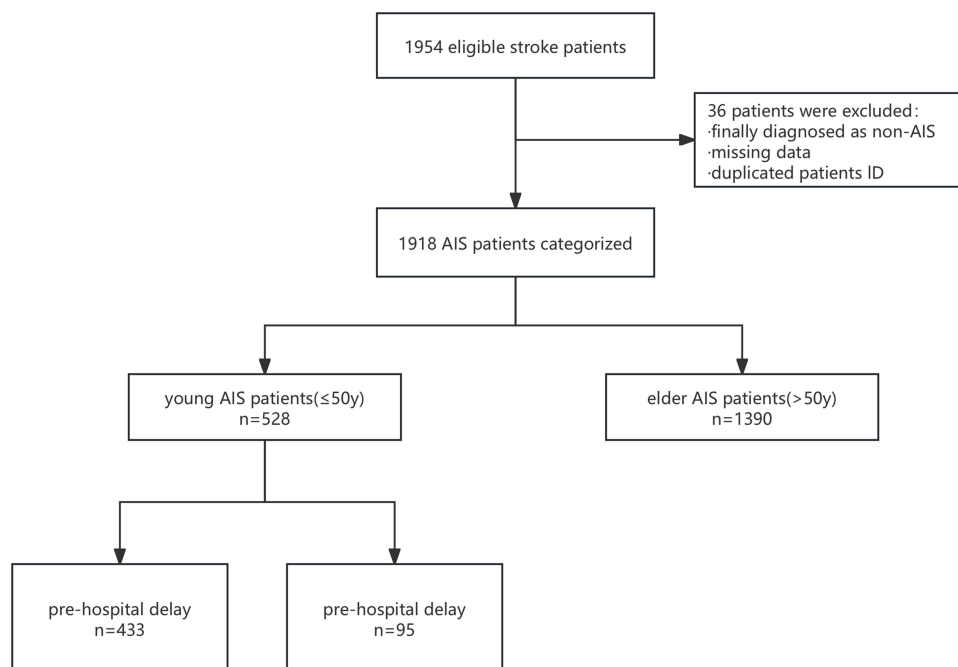 1954 eligible stroke patients
36 patients were excluded:
·finally diagnosed as non-AIS
·missing data
·duplicated patients ID
1918 AIS patients categorized
young AIS patients(≤50y)
n=528
elder AIS patients(>50y)
n=1390
pre-hospital delay
n=433
pre-hospital delay
n=95